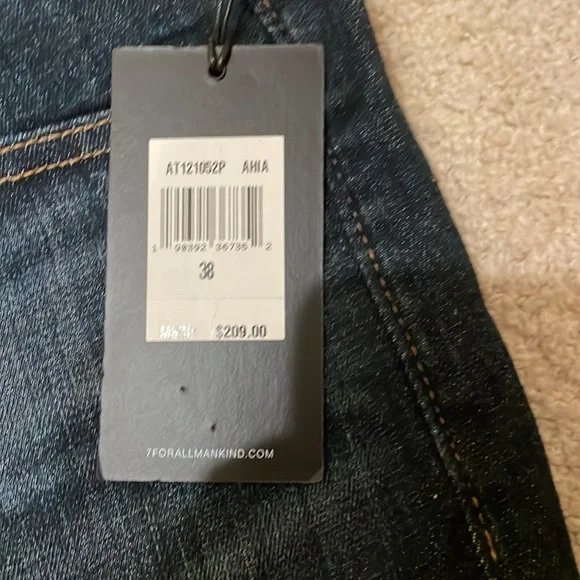 AT121052P AHIA
1 98392 36735 2
38
$209.00
7FORALLMANKIND.COM